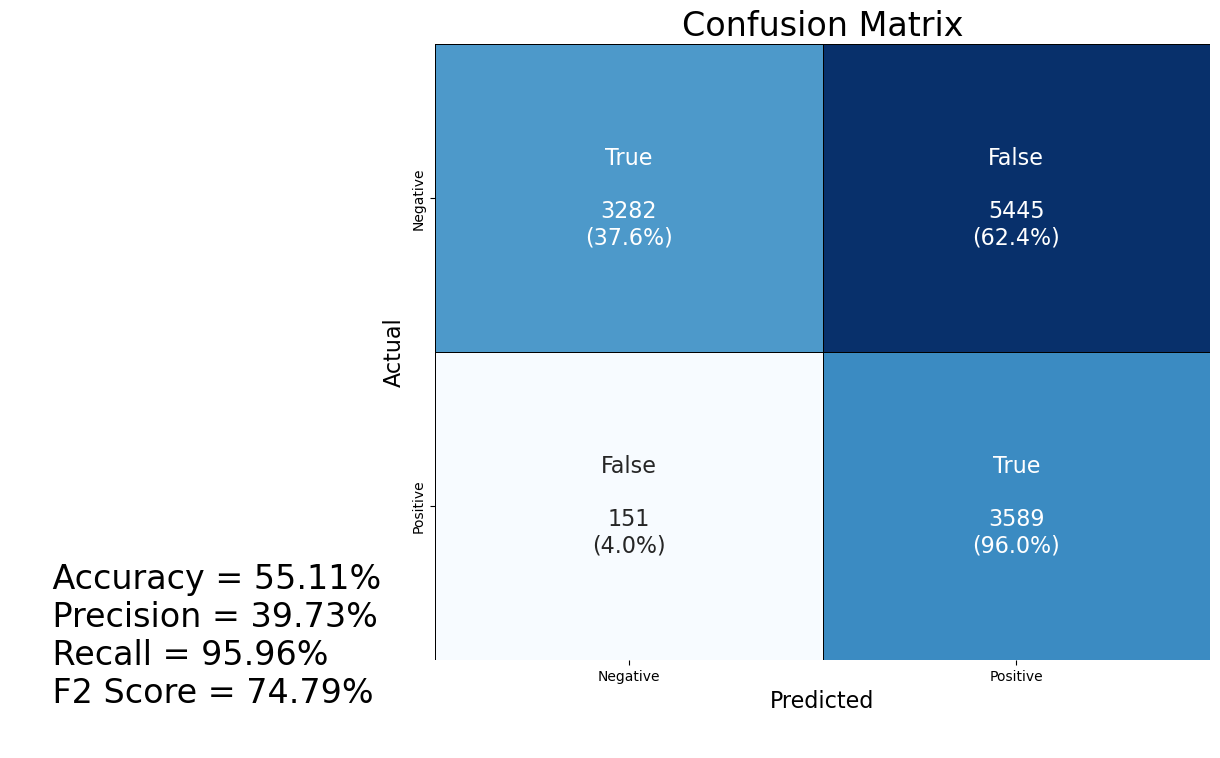 Confusion Matrix
Actual
Negative
True
3282
(37.6%)
False
5445
(62.4%)
Positive
False
151
(4.0%)
True
3589
(96.0%)
Negative
Positive
Predicted
Accuracy = 55.11%
Precision = 39.73%
Recall = 95.96%
F2 Score = 74.79%